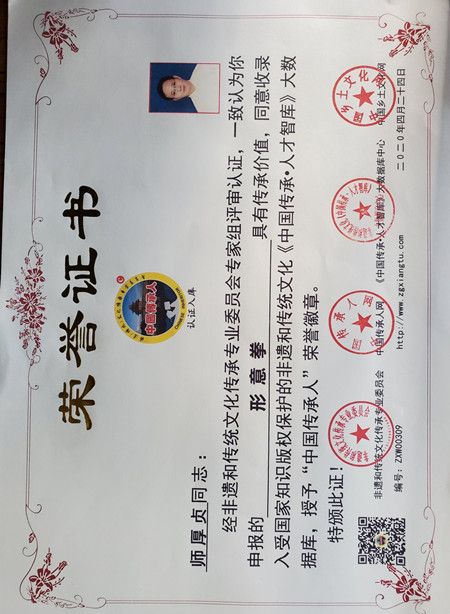 荣誉证书
中国传承人
认证入库
师厚贞同志：
经非遗和传统文化传承专业委员会专家组评审认证，一致认为你
申报的 形意拳 具有传承价值，同意收录
入受国家知识版权保护的非遗和传统文化《中国传承·人才智库》大数
据库，授予“中国传承人”荣誉徽章。
特颁此证！
非遗和传统文化传承专业委员会 中国传承人网 《中国传承·人才智库》大数据库中心 中国乡土文化网
编号：ZXW00309 http://www.zgxiangtu.com 二〇二〇年四月二十四日